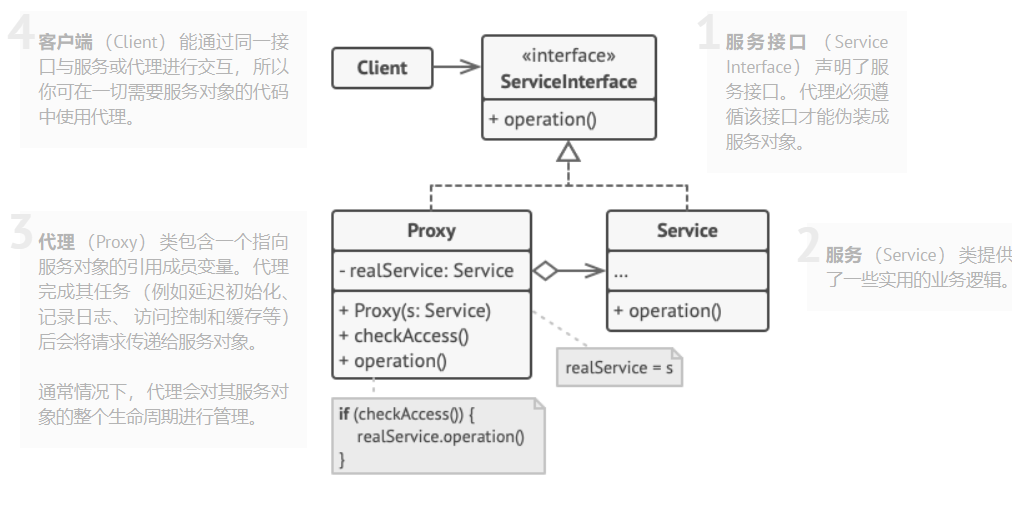 4
客户端 （Client） 能通过同一接
口与服务或代理进行交互， 所以
你可在一切需要服务对象的代码
中使用代理。
Client
«interface»
ServiceInterface
+ operation()
1
服务接口 （Service
Interface） 声明了服
务接口。 代理必须遵
循该接口才能伪装成
服务对象。
3
代理 （Proxy） 类包含一个指向
服务对象的引用成员变量。 代理
完成其任务 （例如延迟初始化、
记录日志、 访问控制和缓存等）
后会将请求传递给服务对象。
通常情况下， 代理会对其服务对
象的整个生命周期进行管理。
Proxy
- realService: Service
+ Proxy(s: Service)
+ checkAccess()
+ operation()
Service
...
+ operation()
2
服务 （Service） 类提供
了一些实用的业务逻辑。
realService = s
if (checkAccess()) {
realService.operation()
}